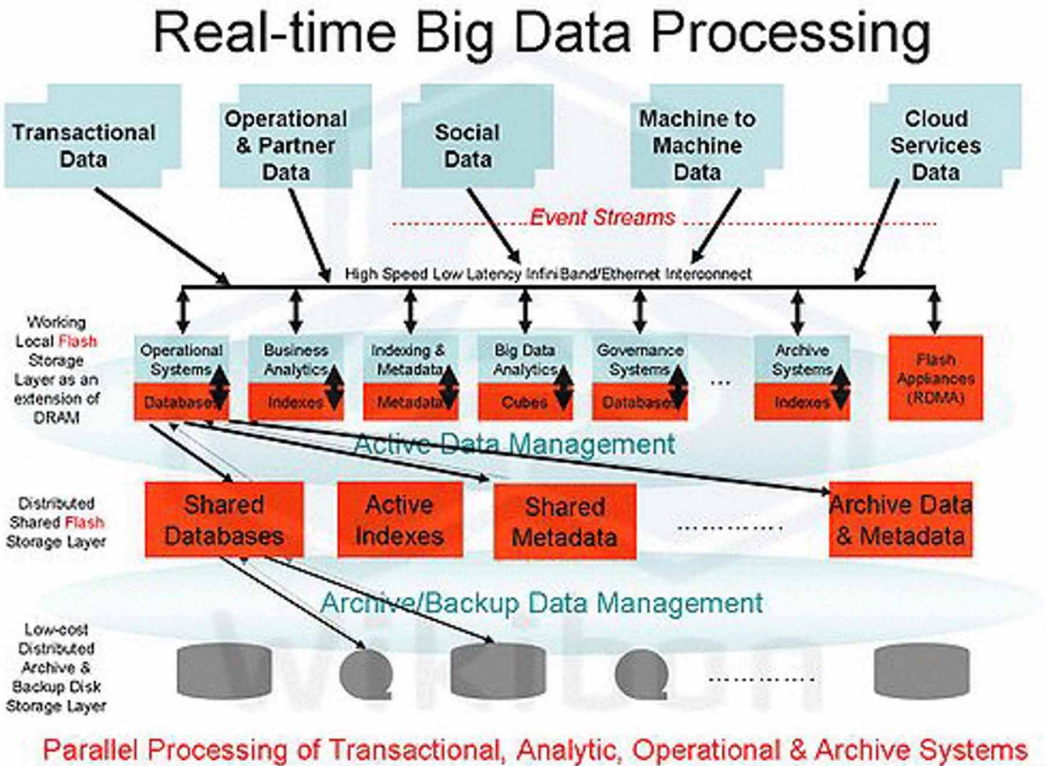 Real-time Big Data Processing
Transactional
Data
Operational
& Partner
Data
Social
Data
Machine to
Machine
Data
Cloud
Services
Data
Event Streams
High Speed Low Latency InfiniBand/Ethernet Interconnect
Working
Local Flash
Storage
Layer as an
extension of
DRAM
Operational
Systems
Databases
Business
Analytics
Indexes
Indexing &
Metadata
Metadata
Big Data
Analytics
Cubes
Governance
Systems
Databases
...
Archive
Systems
Indexes
Flash
Appliances
(RDMA)
Active Data Management
Distributed
Shared Flash
Storage Layer
Shared
Databases
Active
Indexes
Shared
Metadata
Archive Data
& Metadata
Archive/Backup Data Management
Low-cost
Distributed
Archive &
Backup Disk
Storage Layer
wikibon
Parallel Processing of Transactional, Analytic, Operational & Archive Systems